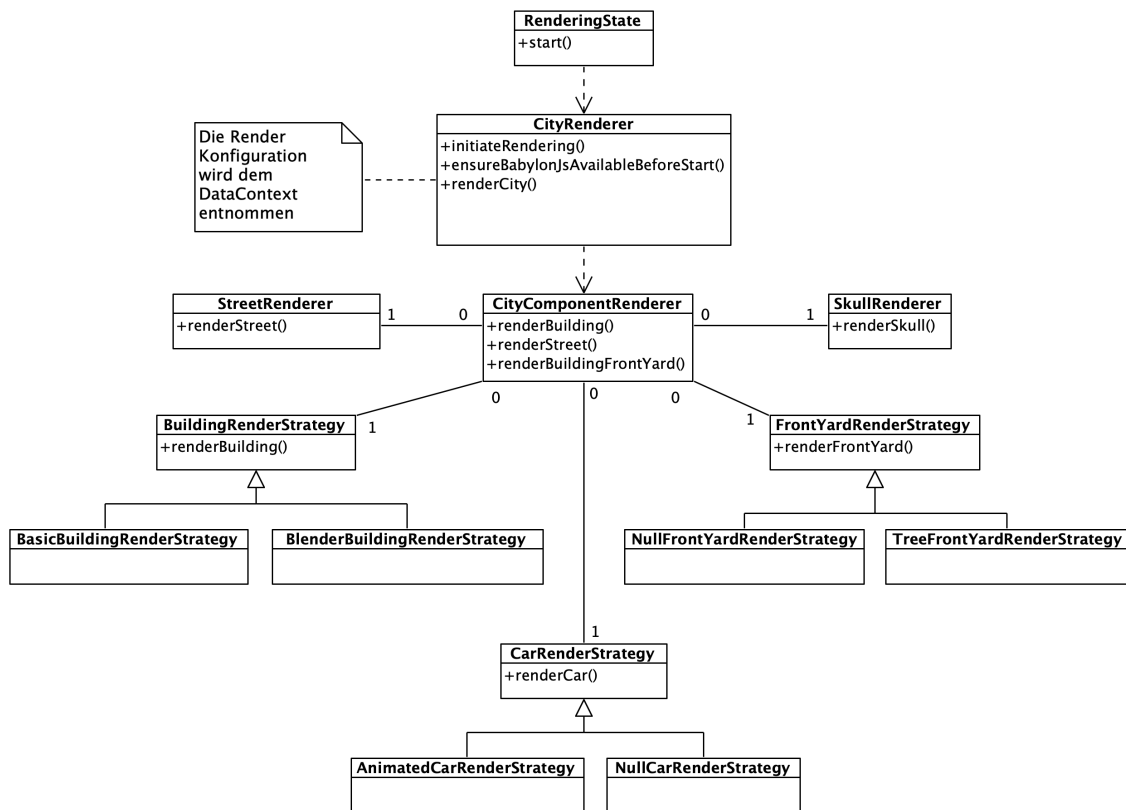 RenderingState
+start()
Die Render
Konfiguration
wird dem
DataContext
entnommen
CityRenderer
+initiateRendering()
+ensureBabylonJsAvailableBeforeStart()
+renderCity()
StreetRenderer
+renderStreet()
1
0
CityComponentRenderer
+renderBuilding()
+renderStreet()
+renderBuildingFrontYard()
0
1
SkullRenderer
+renderSkull()
0
0
0
BuildingRenderStrategy
+renderBuilding()
1
1
FrontYardRenderStrategy
+renderFrontYard()
BasicBuildingRenderStrategy
BlenderBuildingRenderStrategy
NullFrontYardRenderStrategy
TreeFrontYardRenderStrategy
1
CarRenderStrategy
+renderCar()
AnimatedCarRenderStrategy
NullCarRenderStrategy